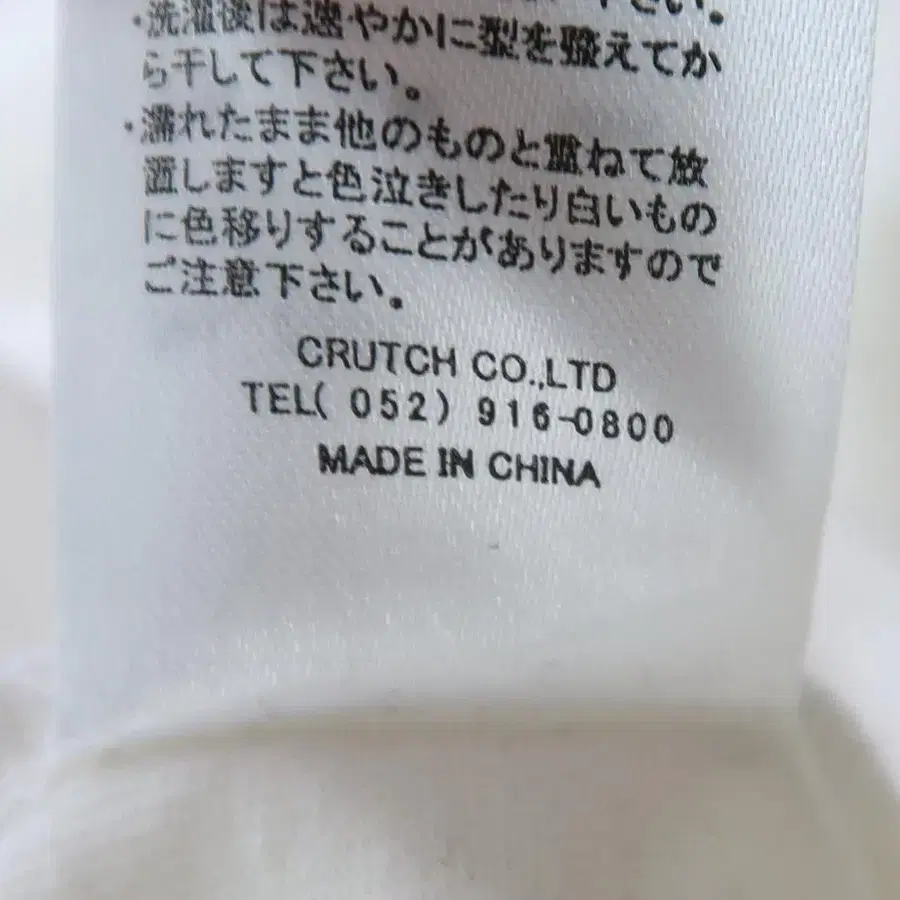 さい。
・洗濯後は速やかに型を整えてか
ら干して下さい。
・濡れたまま他のものと重ねて放
置しますと色泣きしたり白いもの
に色移りすることがありますので
ご注意下さい。
CRUTCH CO.,LTD
TEL( 052) 916-0800
MADE IN CHINA